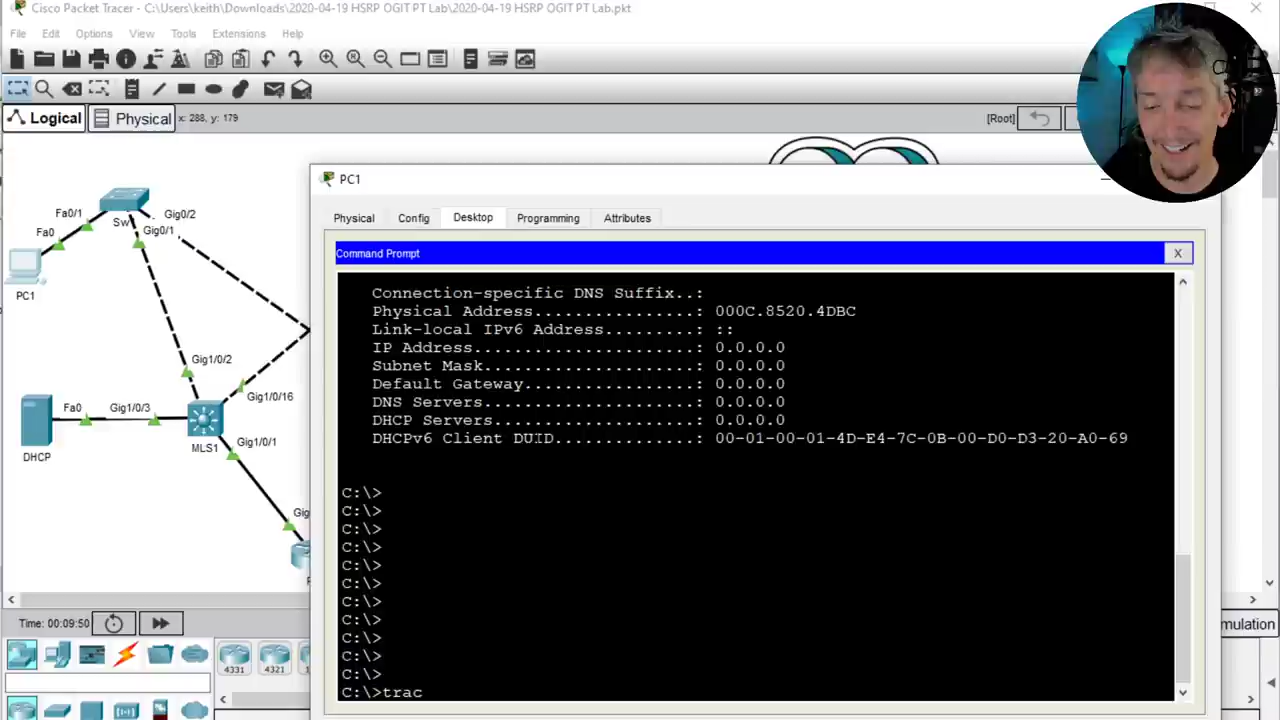 Cisco Packet Tracer - C:\Users\keith\Downloads\2020-04-19 HSRP OGIT PT Lab\2020-04-19 HSRP OGIT PT Lab.pkt
File Edit Options View Tools Extensions Help
Logical Physical x: 288, y: 179 [Root]
PC1
Physical Config Desktop Programming Attributes
Command Prompt X
Connection-specific DNS Suffix..:
Physical Address................: 000C.8520.4DBC
Link-local IPv6 Address.........: ::
IP Address......................: 0.0.0.0
Subnet Mask.....................: 0.0.0.0
Default Gateway.................: 0.0.0.0
DNS Servers.....................: 0.0.0.0
DHCP Servers....................: 0.0.0.0
DHCPv6 Client DUID..............: 00-01-00-01-4D-E4-7C-0B-00-D0-D3-20-A0-69
C:\>
C:\>
C:\>
C:\>
C:\>
C:\>
C:\>
C:\>
C:\>
C:\>
C:\>
C:\>trac
Fa0/1
Gig0/2
Sw
Gig0/1
Fa0
PC1
Gig1/0/2
Gig1/0/16
Fa0
Gig1/0/3
Gig1/0/1
MLS1
DHCP
Gig
Time: 00:09:50
mulation
4331 4321